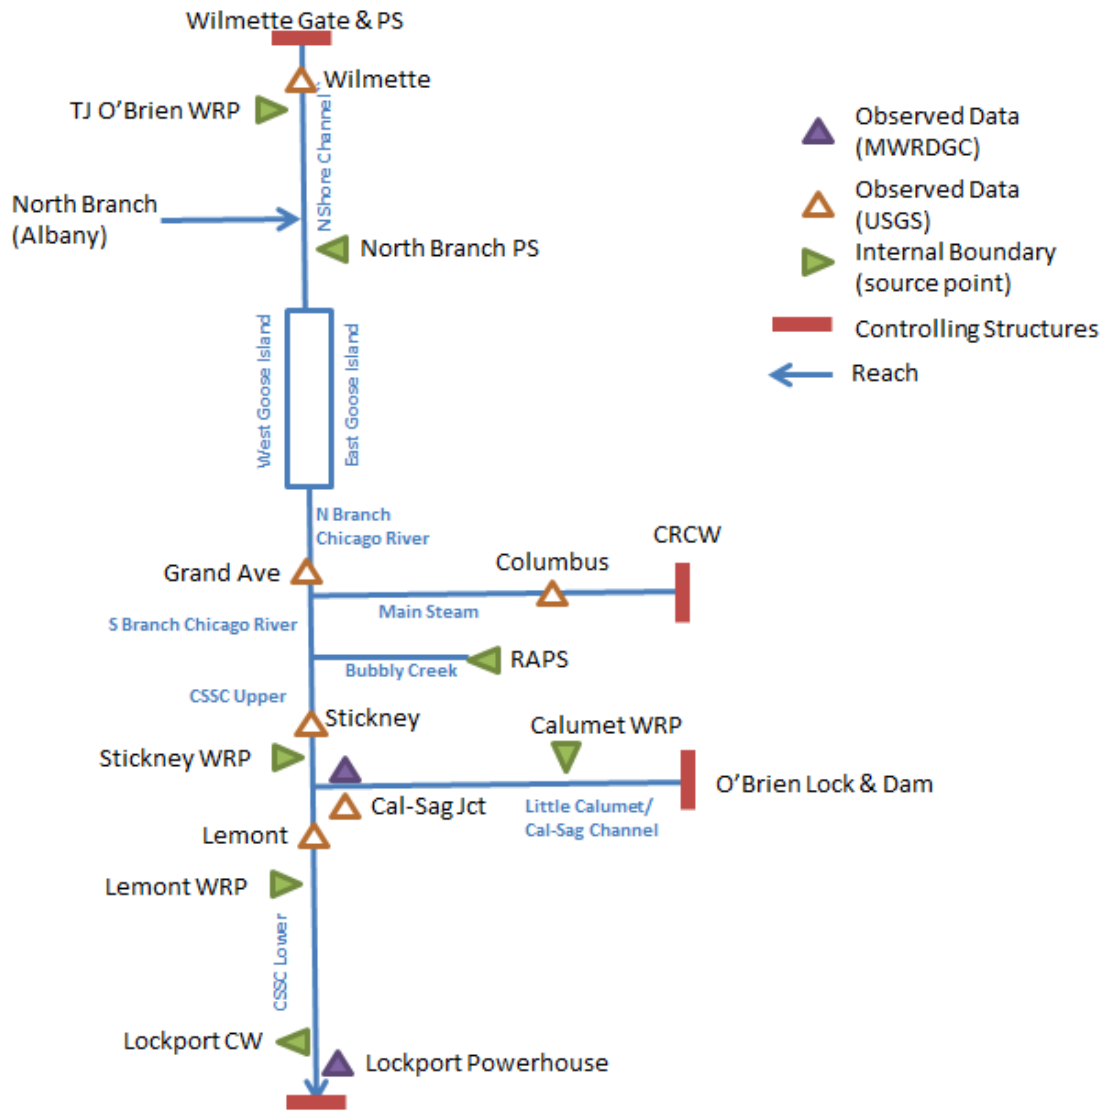 Wilmette Gate & PS
Wilmette
TJ O'Brien WRP
NShore Channel
North Branch
(Albany)
North Branch PS
Observed Data
(MWRDGC)
Observed Data
(USGS)
Internal Boundary
(source point)
Controlling Structures
Reach
West Goose Island
East Goose Island
N Branch
Chicago River
CRCW
Columbus
Grand Ave
Main Steam
S Branch Chicago River
RAPS
Bubbly Creek
CSSC Upper
Stickney
Calumet WRP
Stickney WRP
O'Brien Lock & Dam
Cal-Sag Jct
Little Calumet/
Cal-Sag Channel
Lemont
Lemont WRP
CSSC Lower
Lockport CW
Lockport Powerhouse